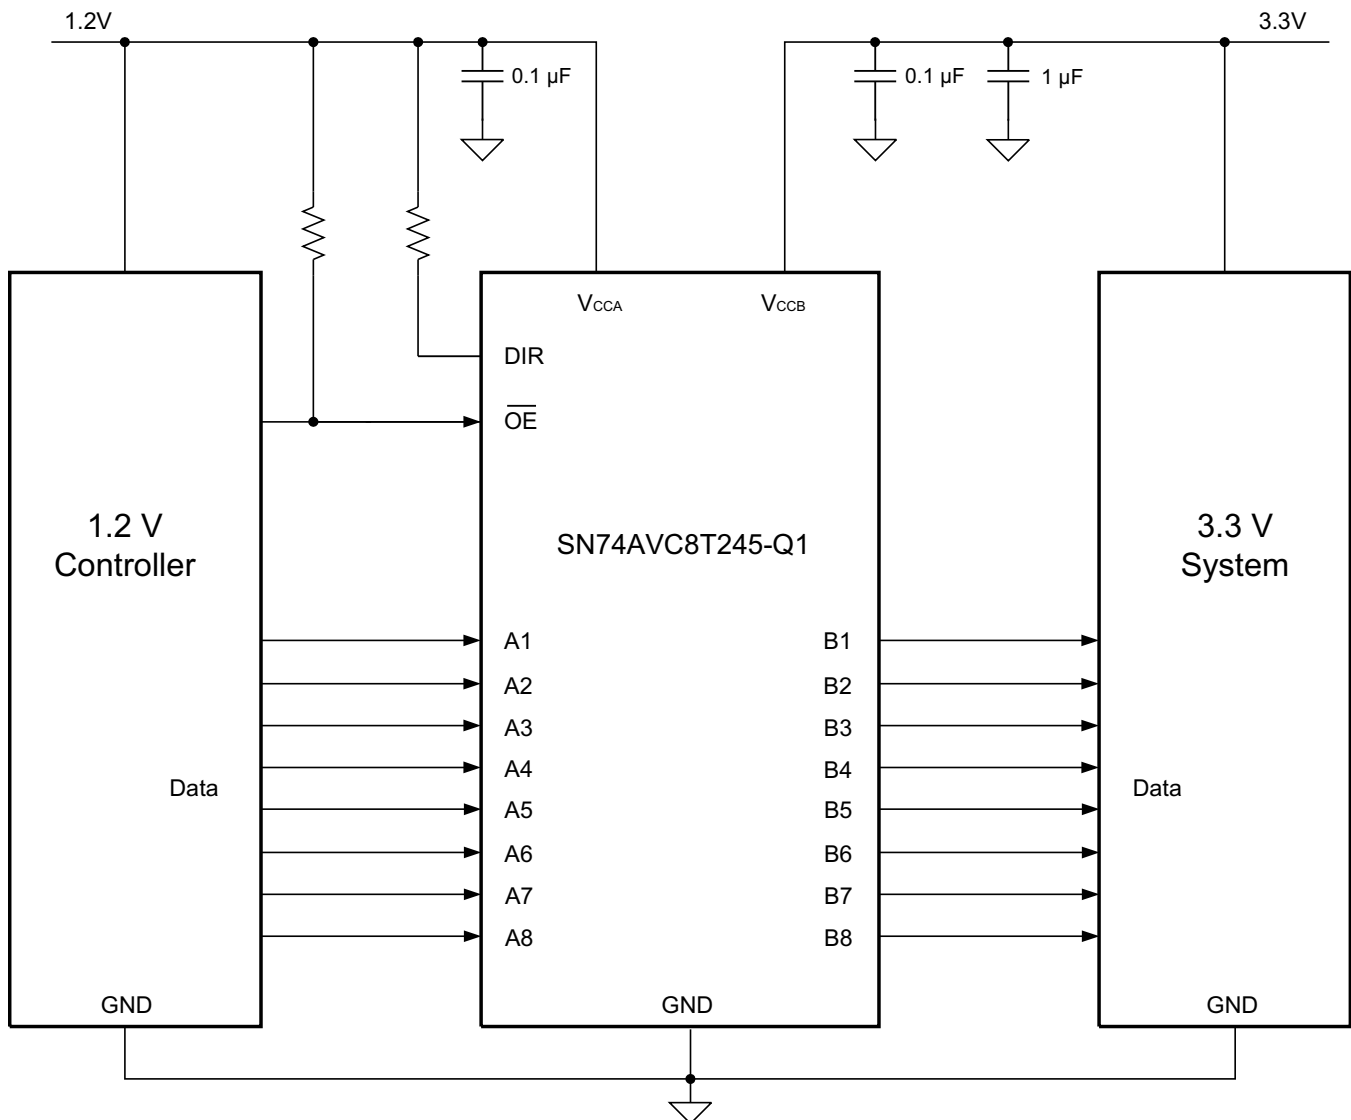 1.2V
3.3V
0.1 µF
0.1 µF
1 µF
VCCA
VCCB
DIR
OE
1.2 V
Controller
SN74AVC8T245-Q1
3.3 V
System
A1
B1
A2
B2
A3
B3
A4
B4
Data
Data
A5
B5
A6
B6
A7
B7
A8
B8
GND
GND
GND